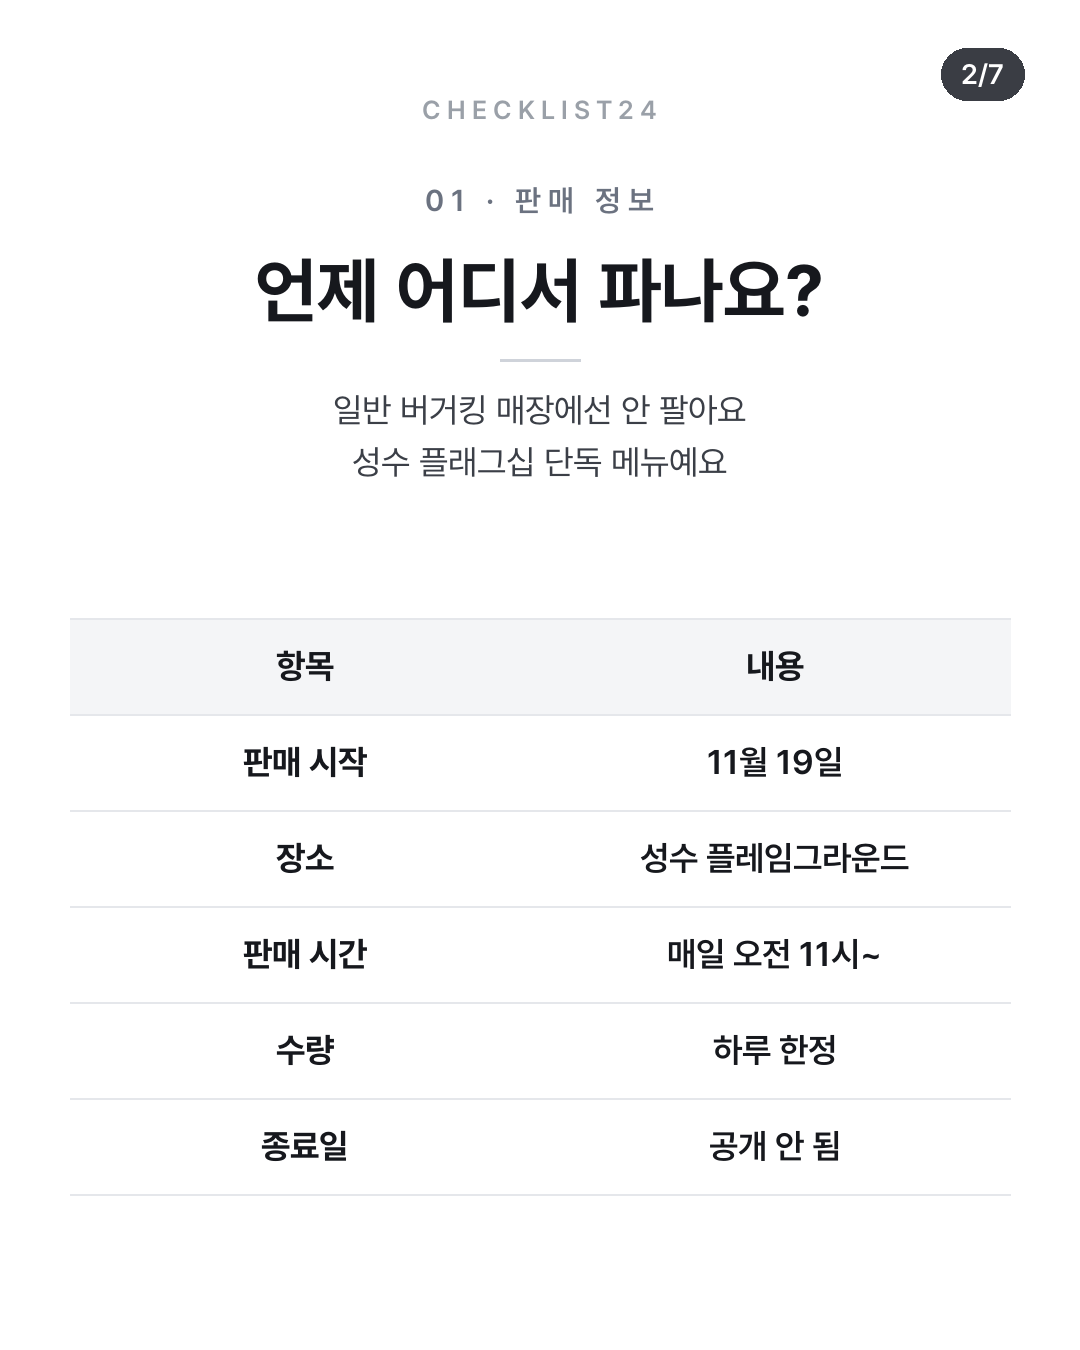 2/7
CHECKLIST24
01 · 판매 정보
언제 어디서 파나요?
일반 버거킹 매장에선 안 팔아요
성수 플래그십 단독 메뉴예요
항목 내용
판매 시작 11월 19일
장소 성수 플레임그라운드
판매 시간 매일 오전 11시~
수량 하루 한정
종료일 공개 안 됨